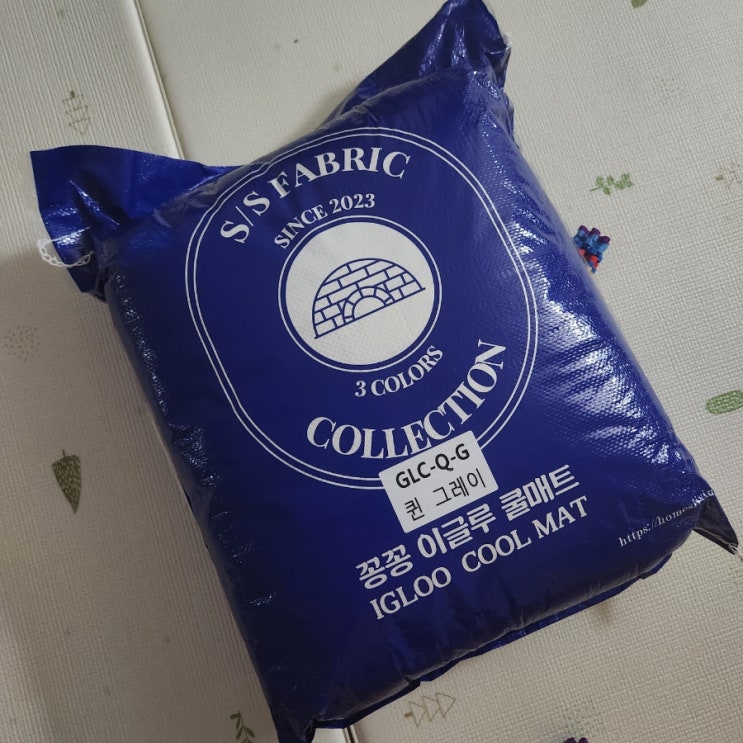 S/S FABRIC
SINCE 2023
3 COLORS
COLLECTION
GLC-Q-G
퀸 그레이
꽁꽁 이글루 쿨매트
IGLOO COOL MAT